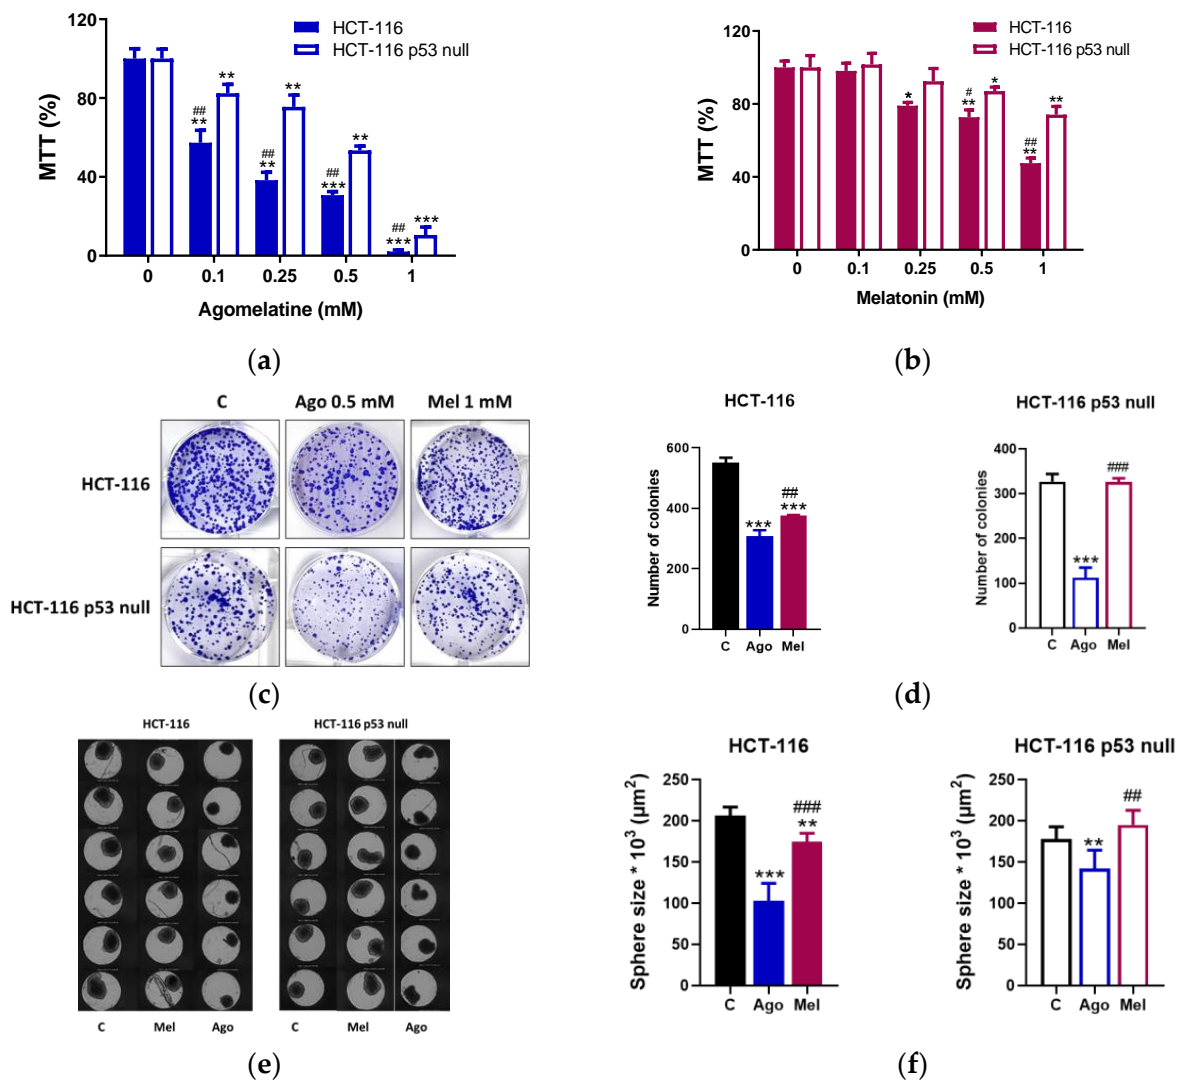 120
80
40
0
MTT (%)
HCT-116
HCT-116 p53 null
##
**
**
##
**
**
##
***
**
##
***
***
0 0.1 0.25 0.5 1
Agomelatine (mM)
(a)
120
80
40
0
MTT (%)
HCT-116
HCT-116 p53 null
*
#
**
*
##
**
**
0 0.1 0.25 0.5 1
Melatonin (mM)
(b)
C Ago 0.5 mM Mel 1 mM
HCT-116
HCT-116 p53 null
(c)
HCT-116
600
400
200
0
Number of colonies
***
##
***
C Ago Mel
HCT-116 p53 null
400
300
200
100
0
Number of colonies
***
###
C Ago Mel
(d)
HCT-116 HCT-116 p53 null
C Mel Ago C Mel Ago
(e)
HCT-116
250
200
150
100
50
0
Sphere size * 10³ (µm²)
***
###
**
C Ago Mel
HCT-116 p53 null
250
200
150
100
50
0
Sphere size * 10³ (µm²)
**
##
C Ago Mel
(f)